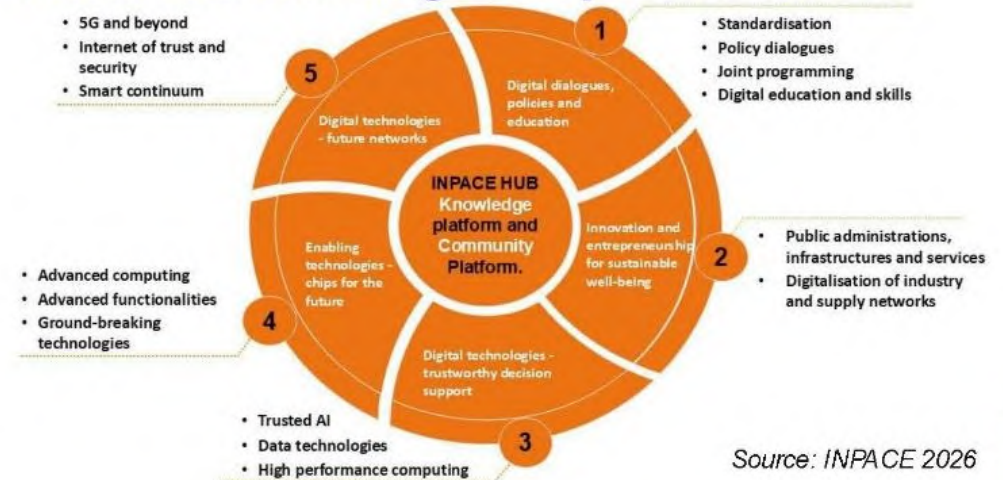 1
• Standardisation
• Policy dialogues
• Joint programming
• Digital education and skills
Digital dialogues,
policies and
education
2
• Public administrations,
infrastructures and services
• Digitalisation of industry
and supply networks
Innovation and
entrepreneurship
for sustainable
well-being
3
• Trusted AI
• Data technologies
• High performance computing
Digital technologies -
trustworthy decision
support
4
• Advanced computing
• Advanced functionalities
• Ground-breaking
technologies
Enabling
technologies -
chips for the
future
5
• 5G and beyond
• Internet of trust and
security
• Smart continuum
Digital technologies
- future networks
INPACE HUB
Knowledge
platform and
Community
Platform.
Source: INPACE 2026